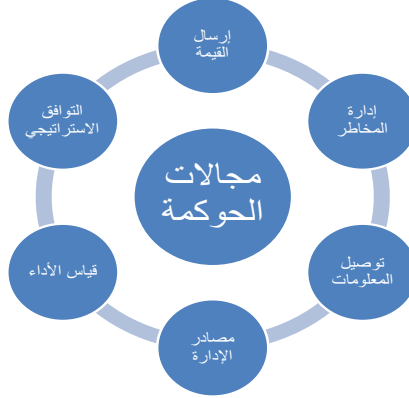 إرسال
القيمة
إدارة
المخاطر
توصيل
المعلومات
مصادر
الإدارة
قياس الأداء
التوافق
الاستراتيجي
مجالات
الحوكمة